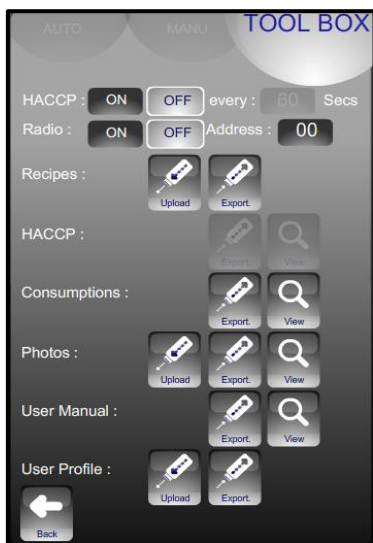 AUTO MANU TOOL BOX
HACCP : ON OFF every : 60 Secs
Radio : ON OFF Address : 00
Recipes :
Upload Export.
HACCP :
Export. View
Consumptions :
Export. View
Photos :
Upload Export. View
User Manual :
Export. View
User Profile :
Upload Export.
Back